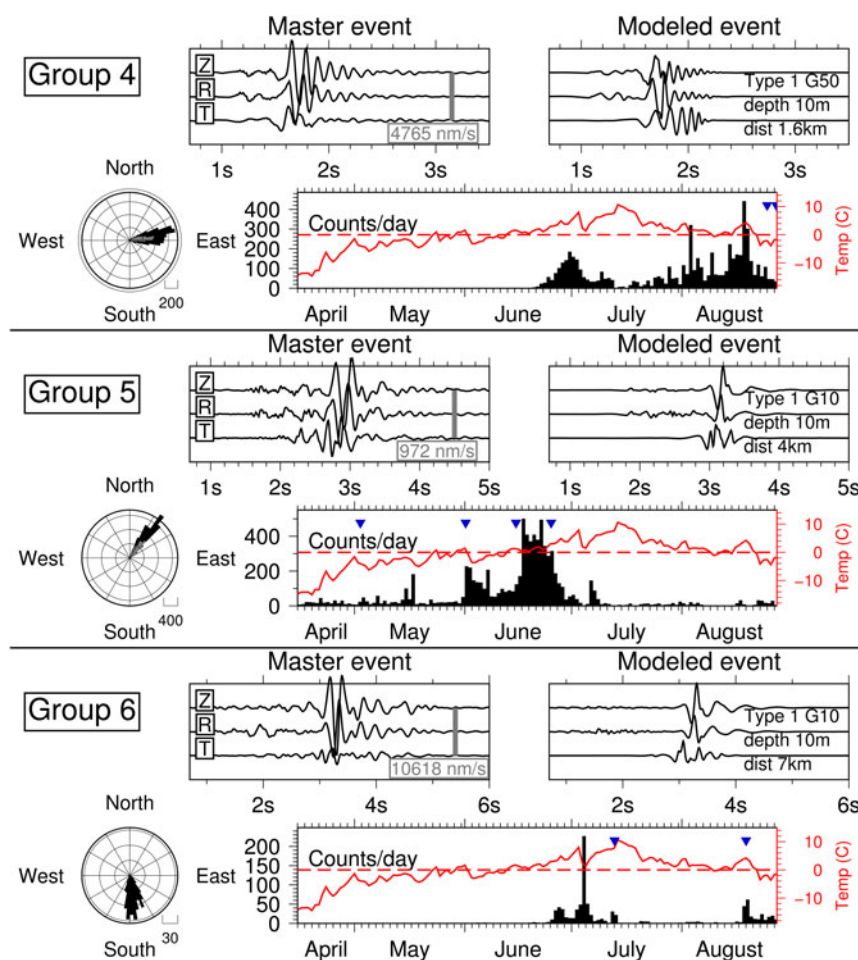 Master event Modeled event
Group 4
Z
R
T
4765 nm/s
Type 1 G50
depth 10m
dist 1.6km
1s 2s 3s 1s 2s 3s
North
West East
South 200
Counts/day
400
300
200
100
0
10
0
−10
Temp (C)
April May June July August
Master event Modeled event
Group 5
Z
R
T
972 nm/s
Type 1 G10
depth 10m
dist 4km
1s 2s 3s 4s 5s 1s 2s 3s 4s 5s
North
West East
South 400
Counts/day
400
200
0
10
0
−10
Temp (C)
April May June July August
Master event Modeled event
Group 6
Z
R
T
10618 nm/s
Type 1 G10
depth 10m
dist 7km
2s 4s 6s 2s 4s 6s
North
West East
South 30
Counts/day
200
150
100
50
0
10
0
−10
Temp (C)
April May June July August